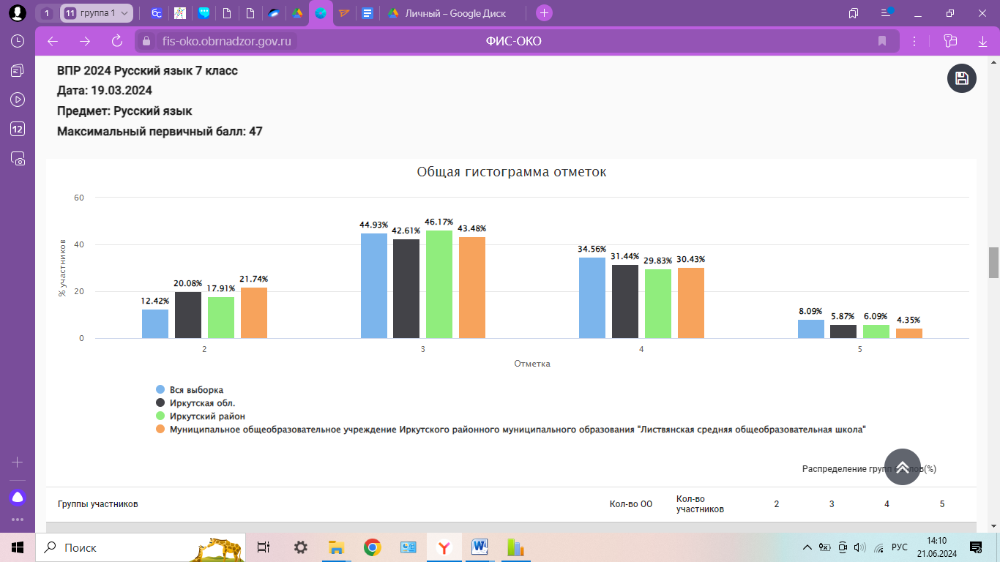 1
11 группа 1
Личный – Google Диск
fis-oko.obrnadzor.gov.ru
ФИС-ОКО
12
ВПР 2024 Русский язык 7 класс
Дата: 19.03.2024
Предмет: Русский язык
Максимальный первичный балл: 47
Общая гистограмма отметок
% участников
60
40
20
0
12.42%
20.08%
17.91%
21.74%
44.93%
42.61%
46.17%
43.48%
34.56%
31.44%
29.83%
30.43%
8.09%
5.87%
6.09%
4.35%
2 3 4 5
Отметка
Вся выборка
Иркутская обл.
Иркутский район
Муниципальное общеобразовательное учреждение Иркутского районного муниципального образования "Листвянская средняя общеобразовательная школа"
Распределение групп
Группы участников Кол-во ОО Кол-во участников 2 3 4 5
Поиск
РУС
14:10
21.06.2024